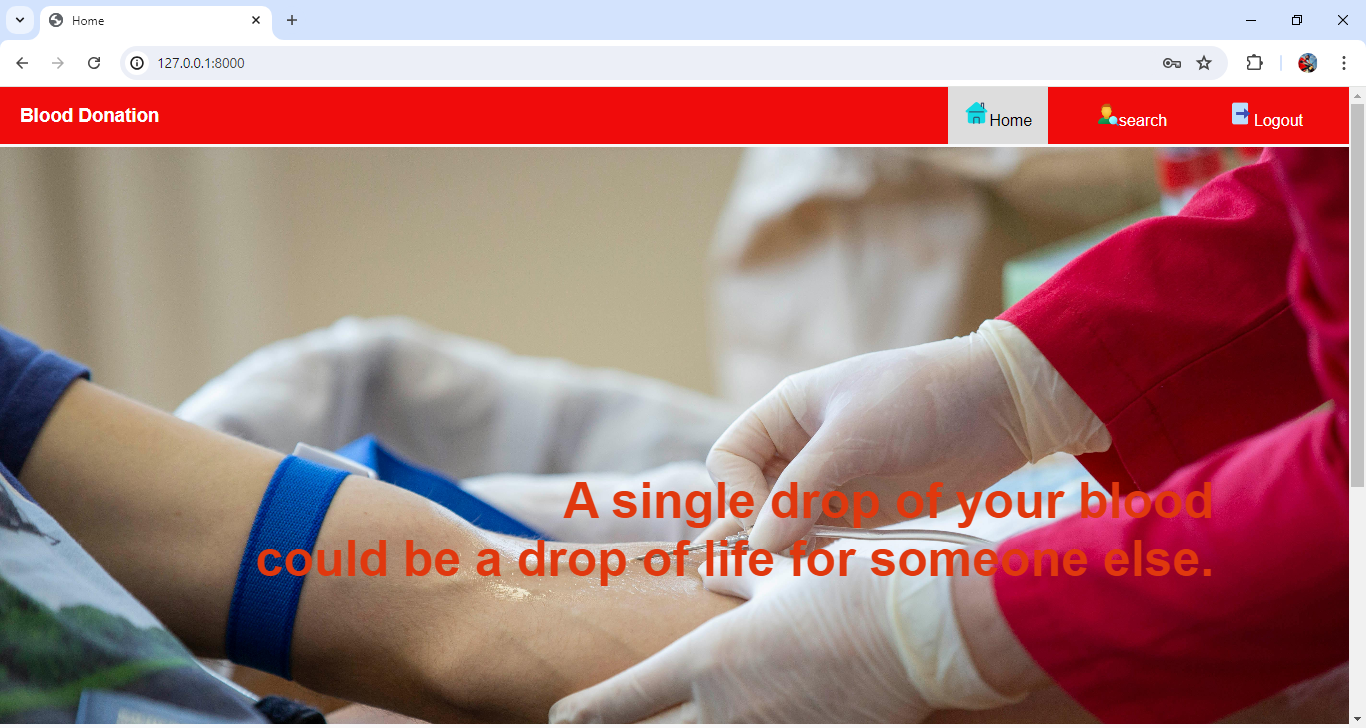 Home
127.0.0.1:8000
Blood Donation
Home
search
Logout
A single drop of your blood
could be a drop of life for someone else.